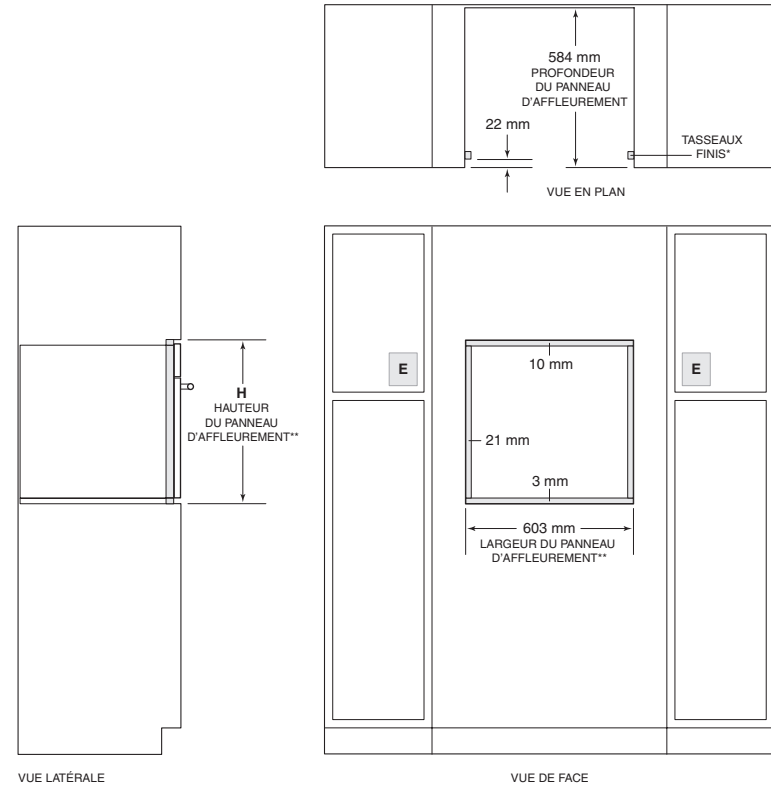 584 mm
PROFONDEUR
DU PANNEAU
D'AFFLEUREMENT
22 mm
TASSEAUX
FINIS*
VUE EN PLAN
H
HAUTEUR
DU PANNEAU
D'AFFLEUREMENT**
E
10 mm
E
21 mm
3 mm
603 mm
LARGEUR DU PANNEAU
D'AFFLEUREMENT**
VUE LATÉRALE
VUE DE FACE